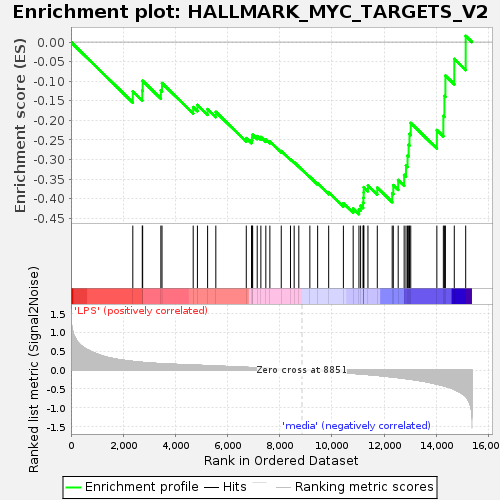 Enrichment plot: HALLMARK_MYC_TARGETS_V2
Enrichment score (ES)
0.00
-0.05
-0.10
-0.15
-0.20
-0.25
-0.30
-0.35
-0.40
-0.45
'LPS' (positively correlated)
Ranked list metric (Signal2Noise)
1.5
1.0
0.5
0.0
-0.5
-1.0
-1.5
Zero cross at 8851
'media' (negatively correlated)
0 2,000 4,000 6,000 8,000 10,000 12,000 14,000 16,000
Rank in Ordered Dataset
Enrichment profile Hits Ranking metric scores